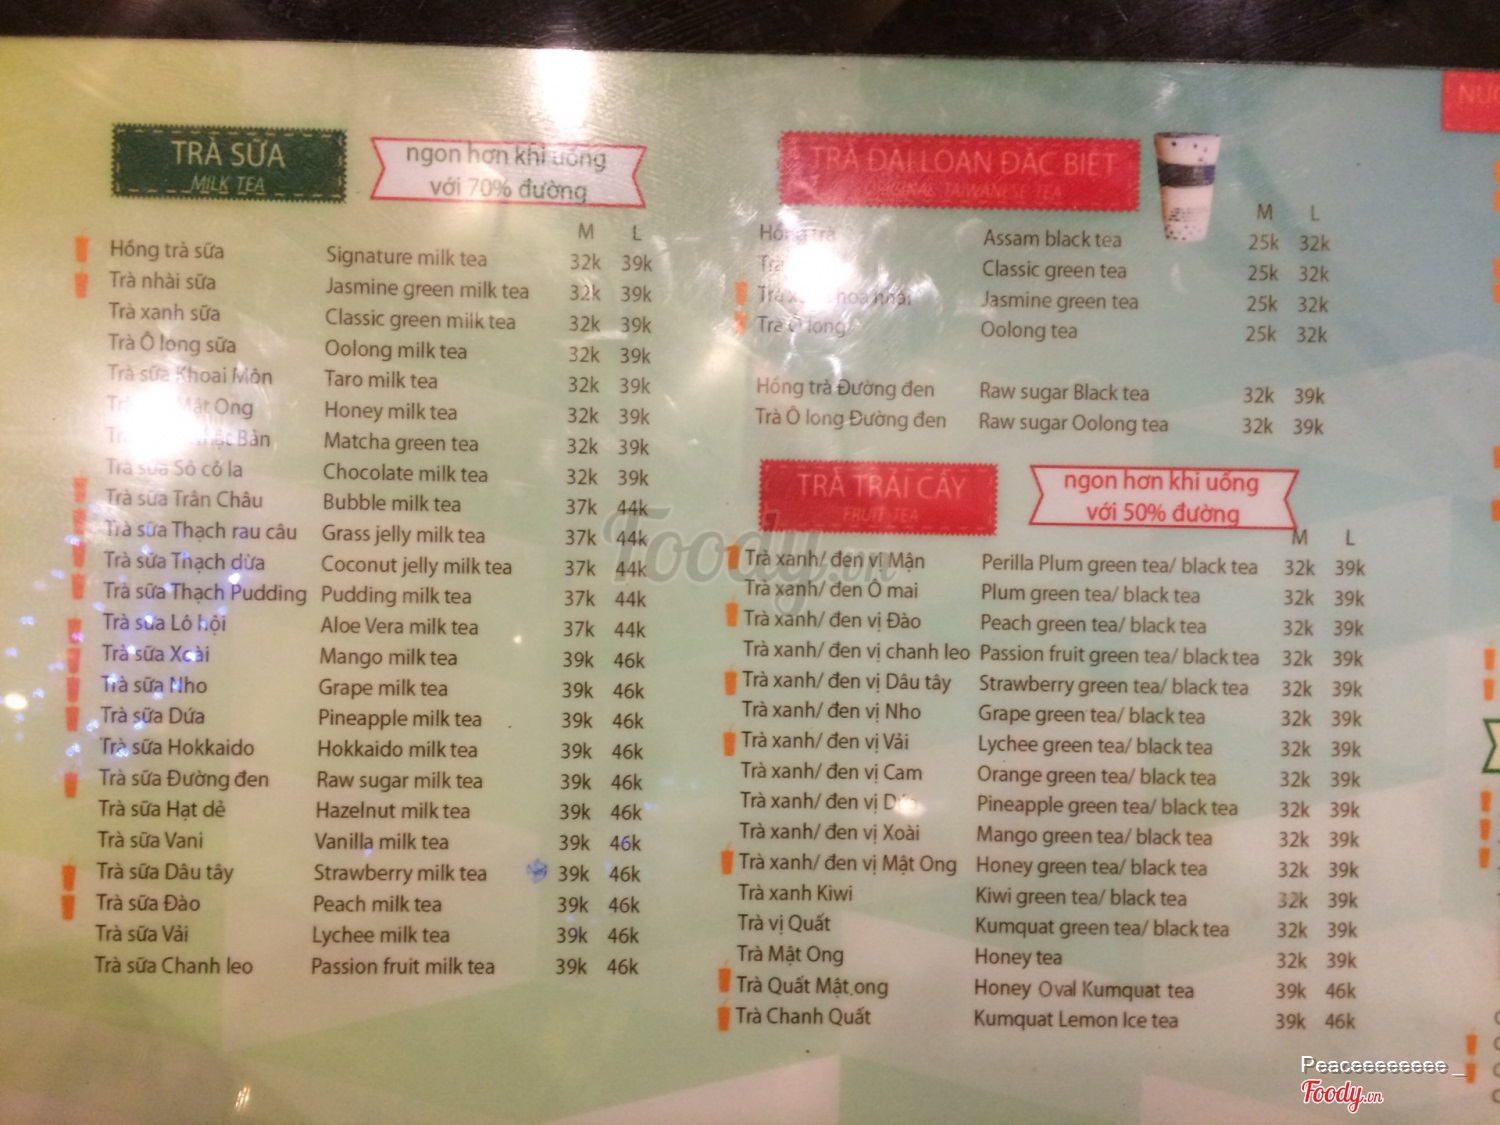 TRÀ SỮA
MILK TEA
ngon hơn khi uống
với 70% đường
M L
Hồng trà sữa Signature milk tea 32k 39k
Trà nhài sữa Jasmine green milk tea 32k 39k
Trà xanh sữa Classic green milk tea 32k 39k
Trà Ô long sữa Oolong milk tea 32k 39k
Trà sữa Khoai Môn Taro milk tea 32k 39k
Mật Ong Honey milk tea 32k 39k
Nhật Bản Matcha green tea 32k 39k
Trà sữa Sô cô la Chocolate milk tea 32k 39k
Trà sữa Trân Châu Bubble milk tea 37k 44k
Trà sữa Thạch rau câu Grass jelly milk tea 37k 44k
Trà sữa Thạch dừa Coconut jelly milk tea 37k 44k
Trà sữa Thạch Pudding Pudding milk tea 37k 44k
Trà sữa Lô hội Aloe Vera milk tea 37k 44k
Trà sữa Xoài Mango milk tea 39k 46k
Trà sữa Nho Grape milk tea 39k 46k
Trà sữa Dứa Pineapple milk tea 39k 46k
Trà sữa Hokkaido Hokkaido milk tea 39k 46k
Trà sữa Đường đen Raw sugar milk tea 39k 46k
Trà sữa Hạt dẻ Hazelnut milk tea 39k 46k
Trà sữa Vani Vanilla milk tea 39k 46k
Trà sữa Dâu tây Strawberry milk tea 39k 46k
Trà sữa Đào Peach milk tea 39k 46k
Trà sữa Vải Lychee milk tea 39k 46k
Trà sữa Chanh leo Passion fruit milk tea 39k 46k
TRÀ ĐÀI LOAN ĐẶC BIỆT
TEA
M L
Hồng trà Assam black tea 25k 32k
Trà Classic green tea 25k 32k
Trà hoa nhài Jasmine green tea 25k 32k
Trà Ô long Oolong tea 25k 32k
Hồng trà Đường đen Raw sugar Black tea 32k 39k
Trà Ô long Đường đen Raw sugar Oolong tea 32k 39k
TRÀ TRÁI CÂY
FRUIT TEA
ngon hơn khi uống
với 50% đường
M L
Trà xanh/ đen vị Mận Perilla Plum green tea/ black tea 32k 39k
Trà xanh/ đen Ô mai Plum green tea/ black tea 32k 39k
Trà xanh/ đen vị Đào Peach green tea/ black tea 32k 39k
Trà xanh/ đen vị chanh leo Passion fruit green tea/ black tea 32k 39k
Trà xanh/ đen vị Dâu tây Strawberry green tea/ black tea 32k 39k
Trà xanh/ đen vị Nho Grape green tea/ black tea 32k 39k
Trà xanh/ đen vị Vải Lychee green tea/ black tea 32k 39k
Trà xanh/ đen vị Cam Orange green tea/ black tea 32k 39k
Trà xanh/ đen vị Dứa Pineapple green tea/ black tea 32k 39k
Trà xanh/ đen vị Xoài Mango green tea/ black tea 32k 39k
Trà xanh/ đen vị Mật Ong Honey green tea/ black tea 32k 39k
Trà xanh Kiwi Kiwi green tea/ black tea 32k 39k
Trà vị Quất Kumquat green tea/ black tea 32k 39k
Trà Mật Ong Honey tea 32k 39k
Trà Quất Mật ong Honey Oval Kumquat tea 39k 46k
Trà Chanh Quất Kumquat Lemon Ice tea 39k 46k
Foody.vn
Peaceeeeeeeee _
Foody.vn